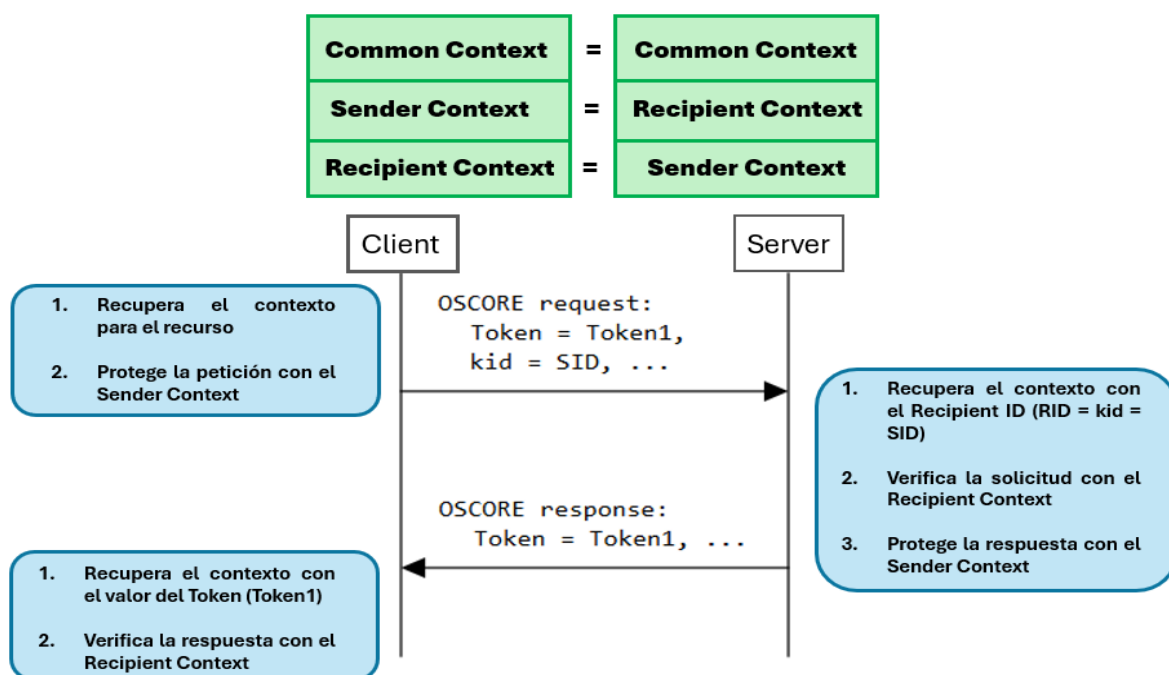 Common Context = Common Context
Sender Context = Recipient Context
Recipient Context = Sender Context
Client
Server
1. Recupera el contexto
para el recurso
2. Protege la petición con el
Sender Context
OSCORE request:
Token = Token1,
kid = SID, ...
1. Recupera el contexto con
el Recipient ID (RID = kid =
SID)
2. Verifica la solicitud con el
Recipient Context
3. Protege la respuesta con el
Sender Context
OSCORE response:
Token = Token1, ...
1. Recupera el contexto con
el valor del Token (Token1)
2. Verifica la respuesta con el
Recipient Context